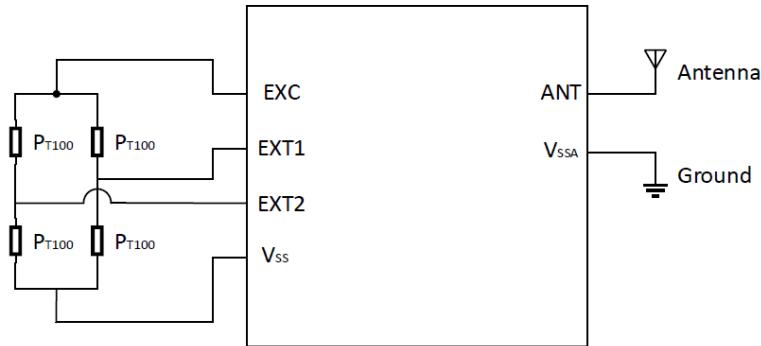 EXC
ANT
Antenna
PT100 PT100
EXT1
VSSA
Ground
EXT2
PT100 PT100
VSS